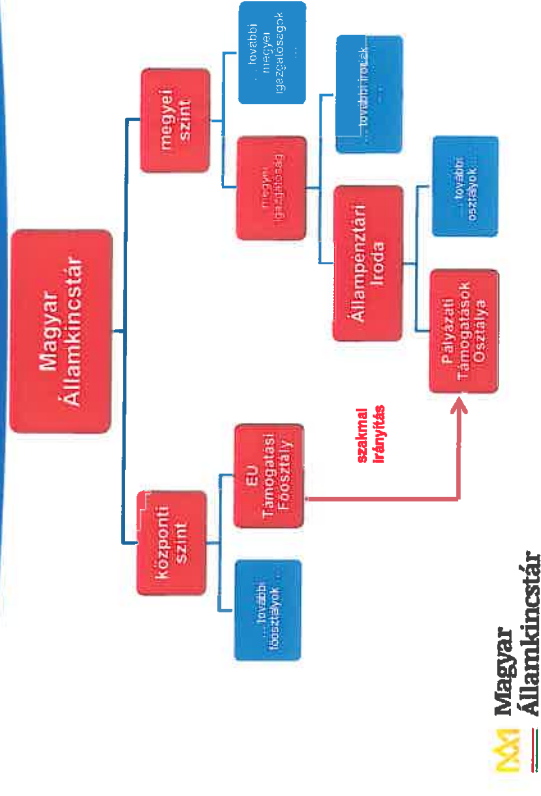 Magyar
Államkincstár
központi
szint
megyei
szint
... további
főosztályok ...
EU
Támogatási
Főosztály
megyei
igazgatóság
... további
megyei
igazgatóságok
...
szakmai
irányítás
Állampénztári
Iroda
... további irodák ...
Pályázati
Támogatások
Osztálya
... további
osztályok ...
Magyar
Államkincstár